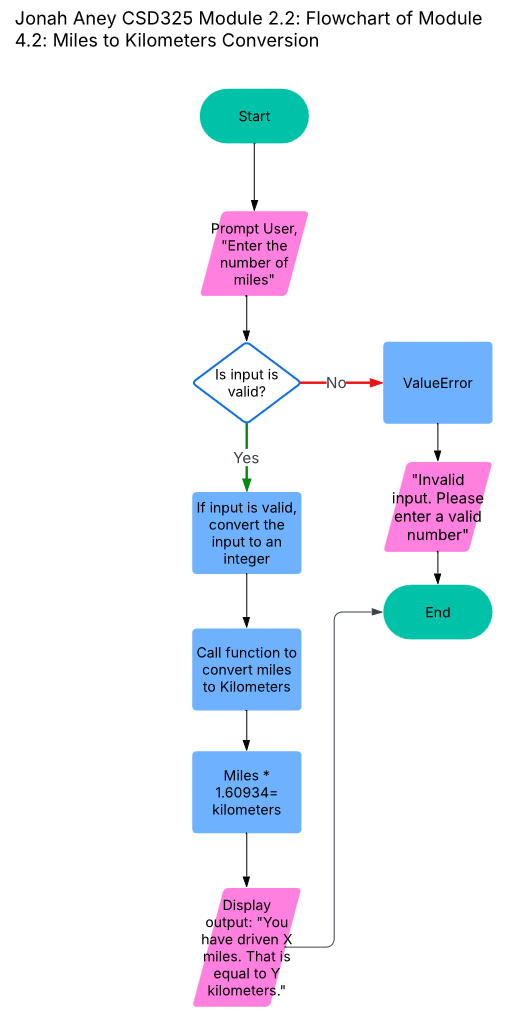 Jonah Aney CSD325 Module 2.2: Flowchart of Module
4.2: Miles to Kilometers Conversion
Start
Prompt User,
"Enter the
number of
miles"
Is input is
valid?
No
ValueError
Yes
"Invalid
input. Please
enter a valid
number"
If input is valid,
convert the
input to an
integer
End
Call function to
convert miles
to Kilometers
Miles *
1.60934=
kilometers
Display
output: "You
have driven X
miles. That is
equal to Y
kilometers."